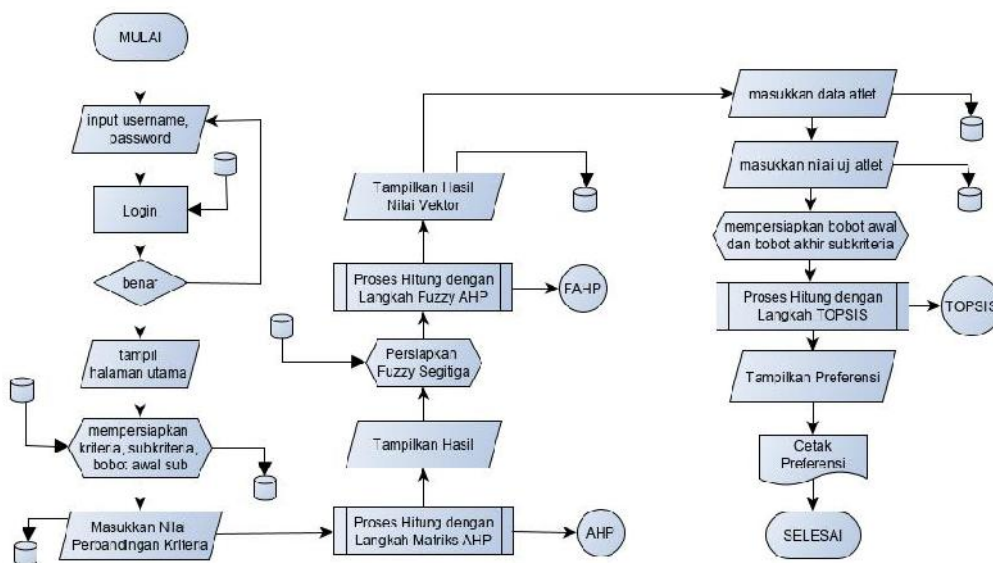 MULAI
input username,
password
Login
benar
tampil
halaman utama
mempersiapkan
kriteria, subkriteria,
bobot awal sub
Masukkan Nilai
Perbandingan Kriteria
Proses Hitung dengan
Langkah Matriks AHP
AHP
Tampilkan Hasil
Persiapkan
Fuzzy Segitiga
Proses Hitung dengan
Langkah Fuzzy AHP
FAHP
Tampilkan Hasil
Nilai Vektor
masukkan data atlet
masukkan nilai uji atlet
mempersiapkan bobot awal
dan bobot akhir subkriteria
Proses Hitung dengan
Langkah TOPSIS
TOPSIS
Tampilkan Preferensi
Cetak
Preferensi
SELESAI